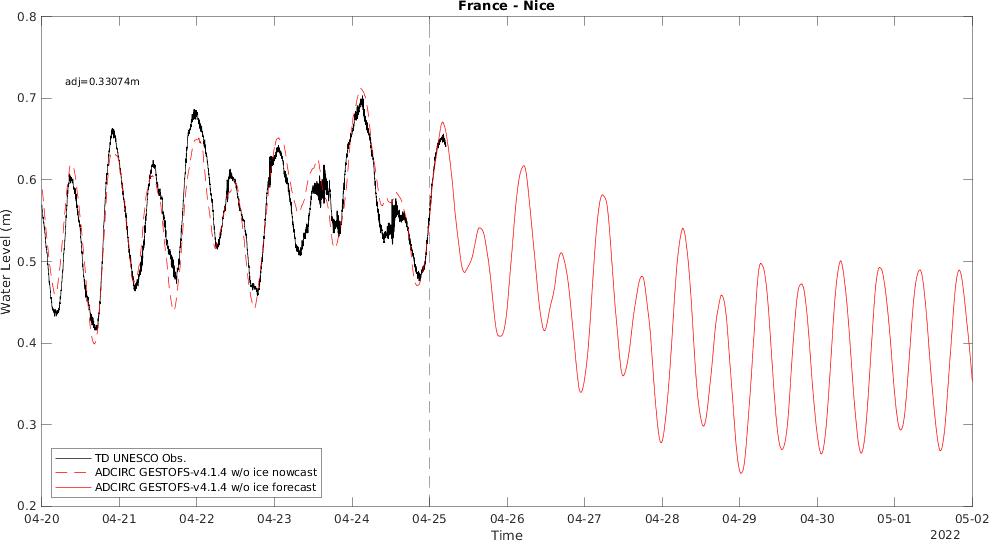 France - Nice
0.8
0.7
0.6
0.5
0.4
0.3
0.2
Water Level (m)
adj=0.33074m
TD UNESCO Obs.
ADCIRC GESTOFS-v4.1.4 w/o ice nowcast
ADCIRC GESTOFS-v4.1.4 w/o ice forecast
04-20 04-21 04-22 04-23 04-24 04-25 04-26 04-27 04-28 04-29 04-30 05-01 05-02
Time
2022